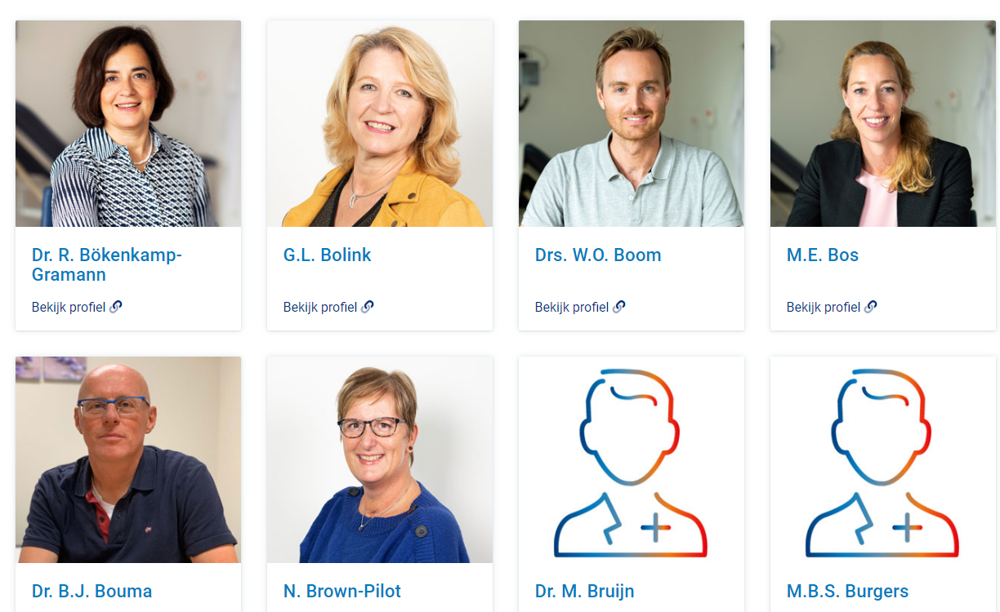 Dr. R. Bökenkamp-
Gramann
Bekijk profiel
G.L. Bolink
Bekijk profiel
Drs. W.O. Boom
Bekijk profiel
M.E. Bos
Bekijk profiel
Dr. B.J. Bouma
N. Brown-Pilot
Dr. M. Bruijn
M.B.S. Burgers